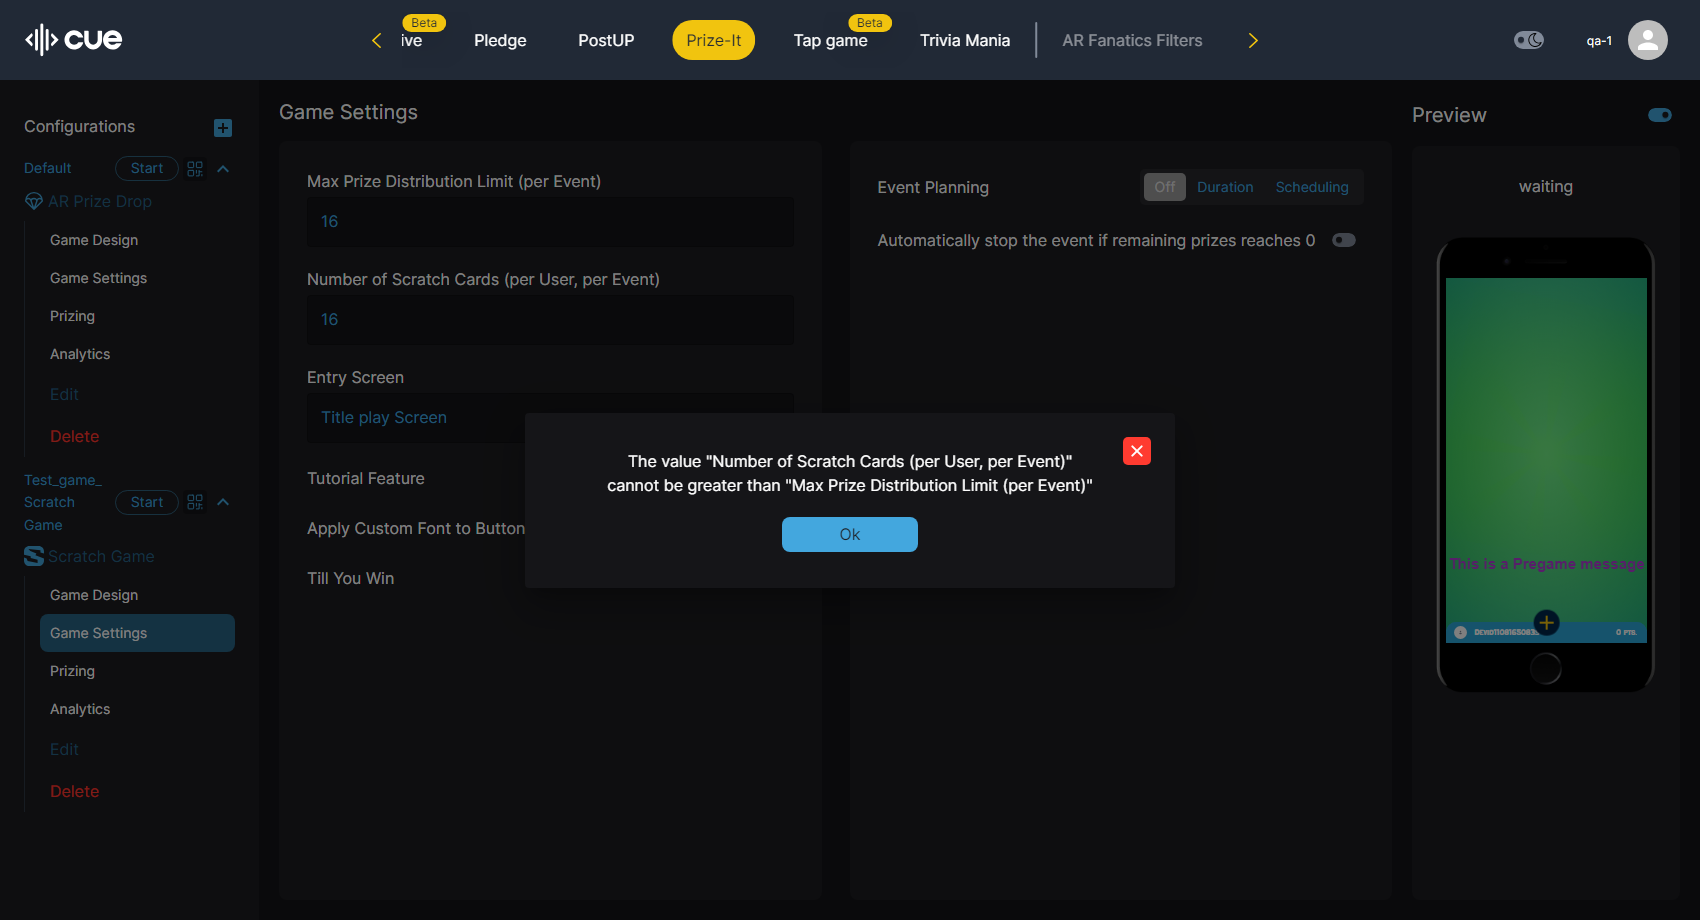 cue
ive
Beta
Pledge
PostUP
Prize-It
Tap game
Beta
Trivia Mania
AR Fanatics Filters
qa-1
Configurations
Default
Start
AR Prize Drop
Game Design
Game Settings
Prizing
Analytics
Edit
Delete
Test_game_
Scratch
Game
Start
Scratch Game
Game Design
Game Settings
Prizing
Analytics
Edit
Delete
Game Settings
Max Prize Distribution Limit (per Event)
16
Number of Scratch Cards (per User, per Event)
16
Entry Screen
Title play Screen
Tutorial Feature
Apply Custom Font to Button
Till You Win
Event Planning
Off
Duration
Scheduling
Automatically stop the event if remaining prizes reaches 0
The value "Number of Scratch Cards (per User, per Event)"
cannot be greater than "Max Prize Distribution Limit (per Event)"
Ok
Preview
waiting
This is a Pregame message
0 PTS.